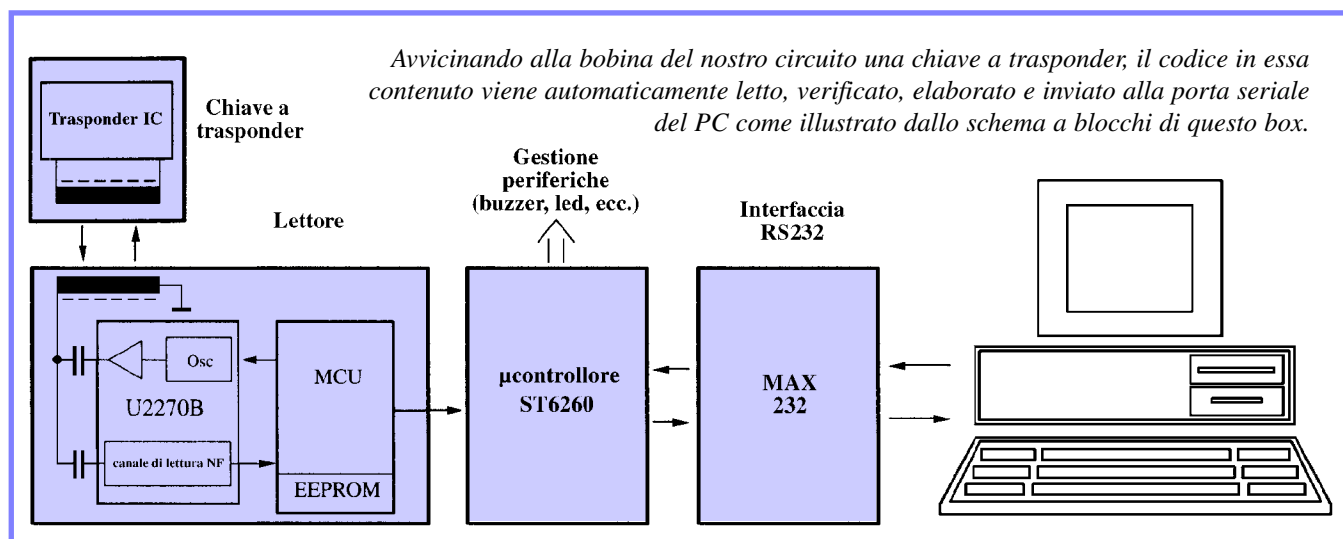 Avvicinando alla bobina del nostro circuito una chiave a trasponder, il codice in essa
contenuto viene automaticamente letto, verificato, elaborato e inviato alla porta seriale
del PC come illustrato dallo schema a blocchi di questo box.
Trasponder IC
Chiave a
trasponder
Gestione
periferiche
(buzzer, led, ecc.)
Lettore
Interfaccia
RS232
Osc
U2270B
MCU
canale di lettura NF
EEPROM
µcontrollore
ST6260
MAX
232